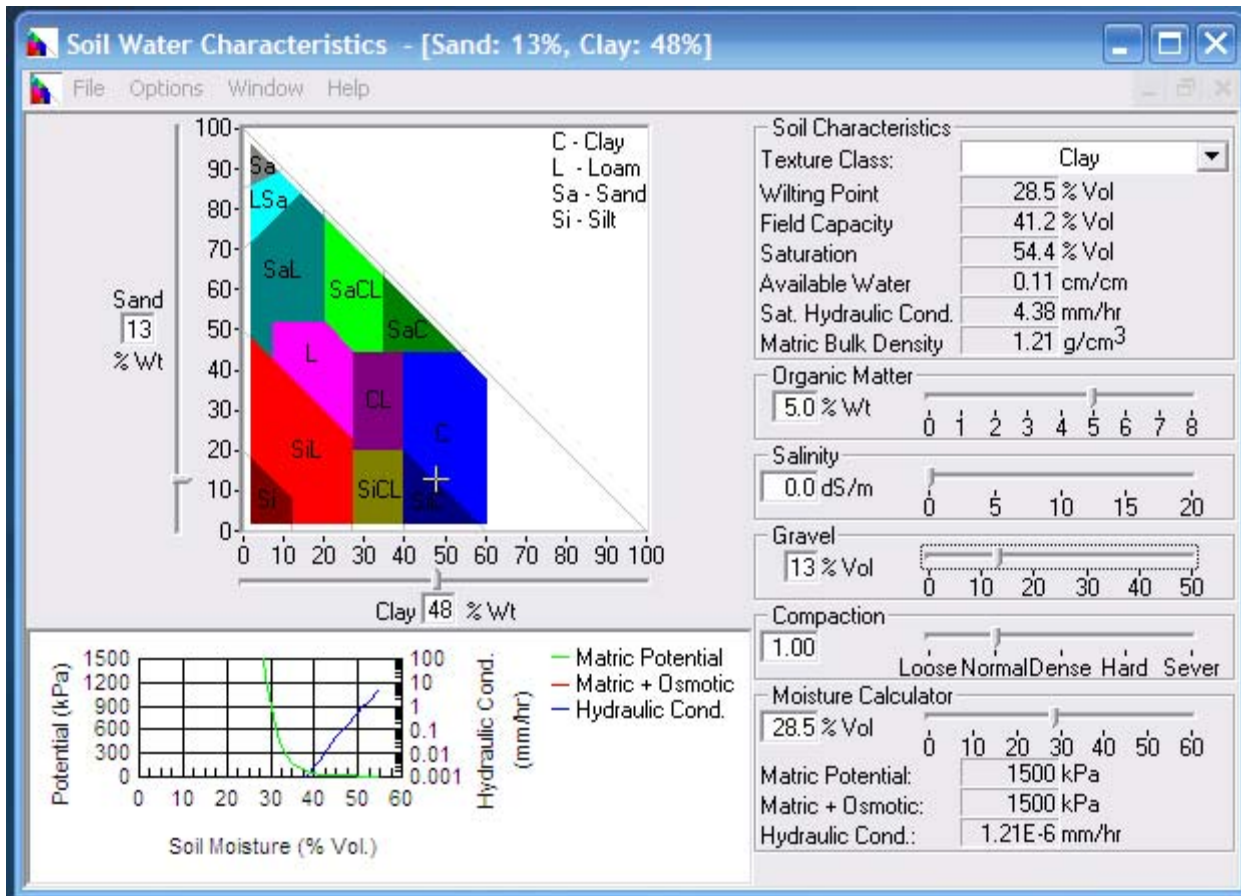 Soil Water Characteristics - [Sand: 13%, Clay: 48%]
File Options Window Help
100
90
80
70
60
50
40
30
20
10
0
Sand
13
% Wt
C - Clay
L - Loam
Sa - Sand
Si - Silt
Sa
LSa
SaL
SaCL
SaC
L
CL
C
SiL
SiCL
SiC
Si
0 10 20 30 40 50 60 70 80 90 100
Clay 48 % Wt
Soil Characteristics
Texture Class: Clay
Wilting Point 28.5 % Vol
Field Capacity 41.2 % Vol
Saturation 54.4 % Vol
Available Water 0.11 cm/cm
Sat. Hydraulic Cond. 4.38 mm/hr
Matric Bulk Density 1.21 g/cm3
Organic Matter
5.0 % Wt
0 1 2 3 4 5 6 7 8
Salinity
0.0 dS/m
0 5 10 15 20
Gravel
13 % Vol
0 10 20 30 40 50
Compaction
1.00
Loose Normal Dense Hard Sever
Moisture Calculator
28.5 % Vol
0 10 20 30 40 50 60
Matric Potential: 1500 kPa
Matric + Osmotic: 1500 kPa
Hydraulic Cond.: 1.21E-6 mm/hr
Potential (kPa)
1500
1200
900
600
300
0
0 10 20 30 40 50 60
Soil Moisture (% Vol.)
100
10
1
0.1
0.01
0.001
Hydraulic Cond.
(mm/hr)
Matric Potential
Matric + Osmotic
Hydraulic Cond.